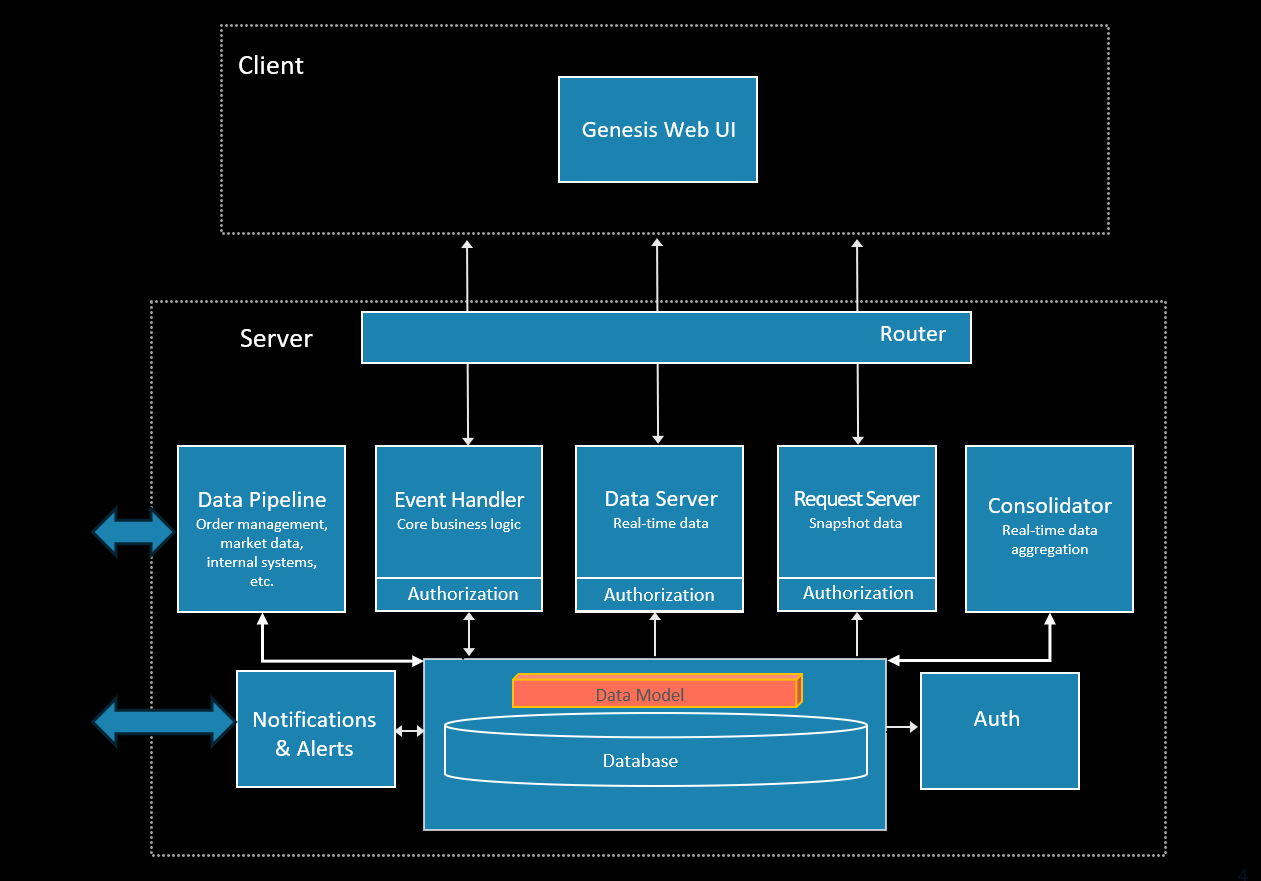 Client
Genesis Web UI
Server
Router
Data Pipeline
Order management,
market data,
internal systems,
etc.
Event Handler
Core business logic
Authorization
Data Server
Real-time data
Authorization
Request Server
Snapshot data
Authorization
Consolidator
Real-time data
aggregation
Notifications
& Alerts
Data Model
Database
Auth
4